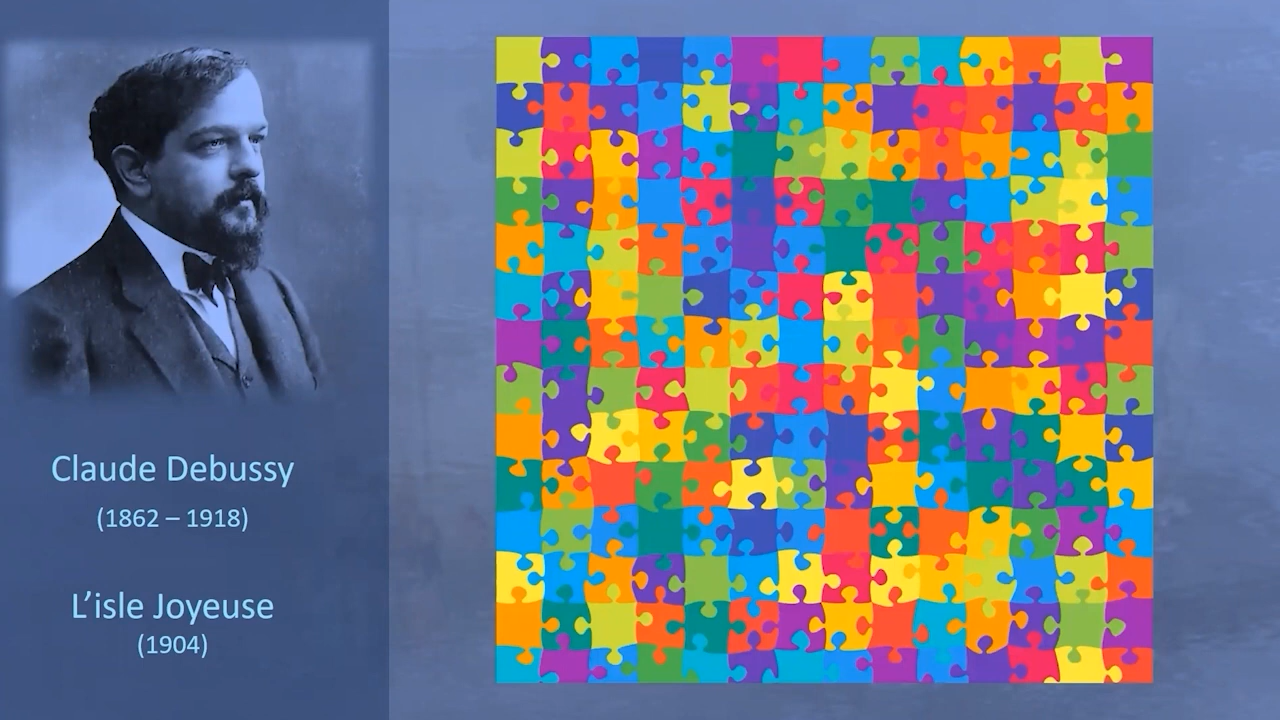 Claude Debussy
(1862 – 1918)
L’isle Joyeuse
(1904)